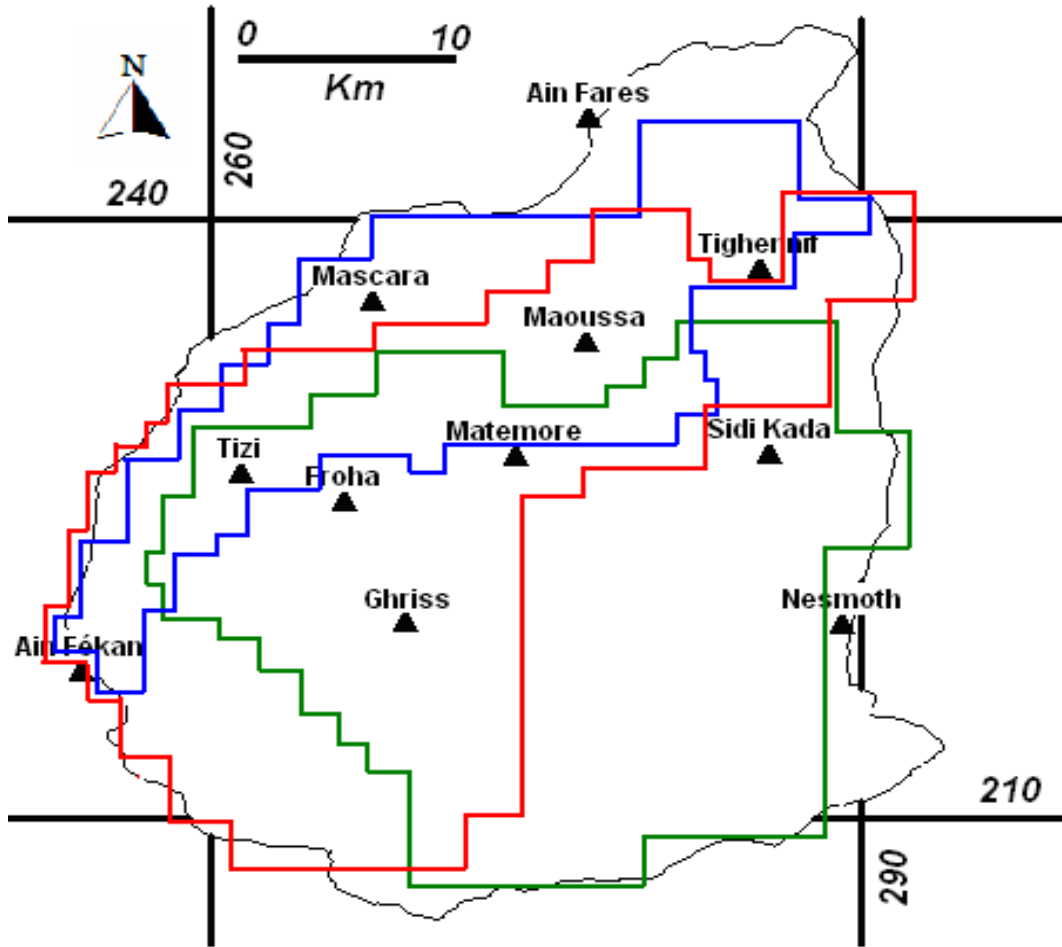 0 10
Km
N
Ain Fares
240
260
Tighennif
Mascara
Maoussa
Matemore
Sidi Kada
Tizi
Froha
Ghriss
Nesmoth
Ain Fékan
210
290